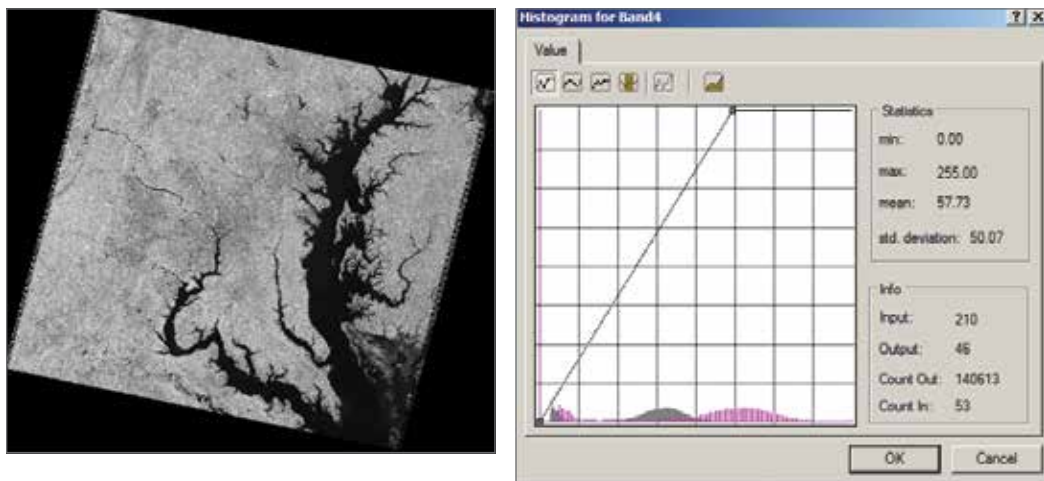 Histogram for Band4
Value
Statistics
min: 0.00
max: 255.00
mean: 57.73
std. deviation: 50.07
Info
Input: 210
Output: 46
Count Out: 140613
Count In: 53
OK
Cancel